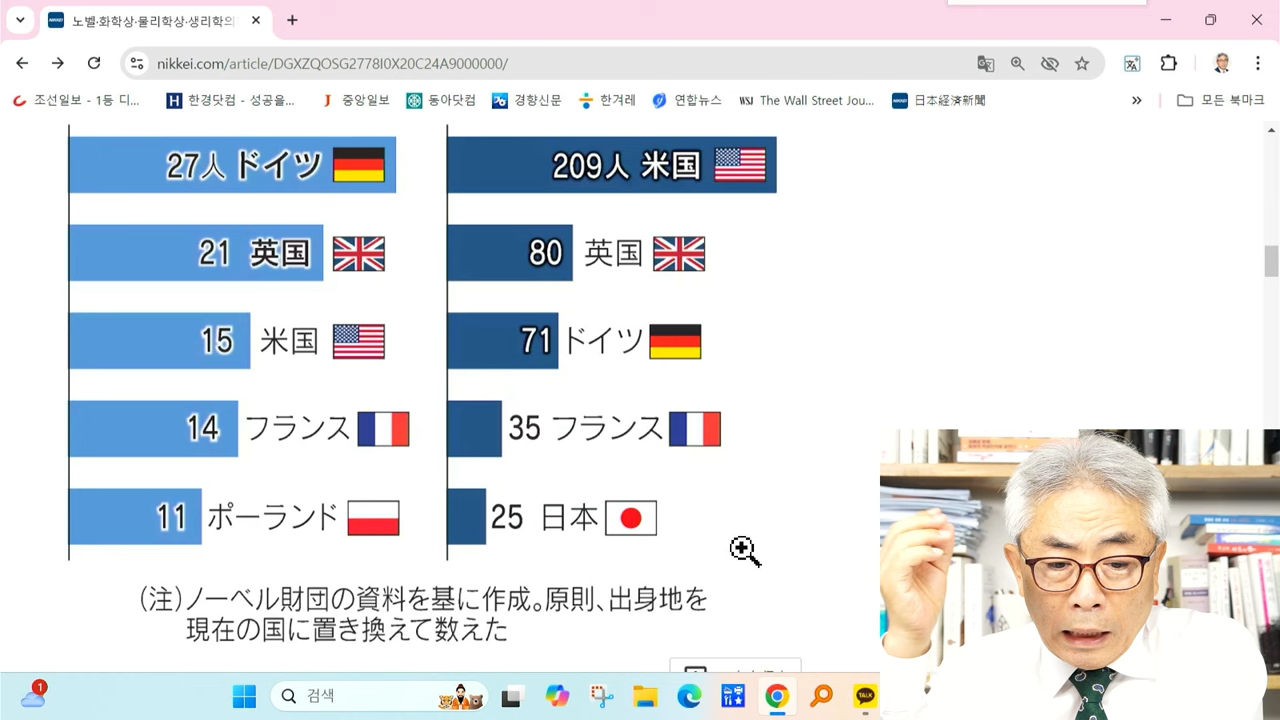 노벨·화학상·물리학상·생리학의
nikkei.com/article/DGXZQOSG2778I0X20C24A9000000/
조선일보 - 1등 디... 한경닷컴 - 성공을... 중앙일보 동아닷컴 경향신문 한겨레 연합뉴스 WSJ The Wall Street Jou... NIKKEI 日本経済新聞 » 모든 북마크
27人 ドイツ
21 英国
15 米国
14 フランス
11 ポーランド
209人 米国
80 英国
71 ドイツ
35 フランス
25 日本
(注)ノーベル財団の資料を基に作成。原則、出身地を
現在の国に置き換えて数えた
1
검색
TALK